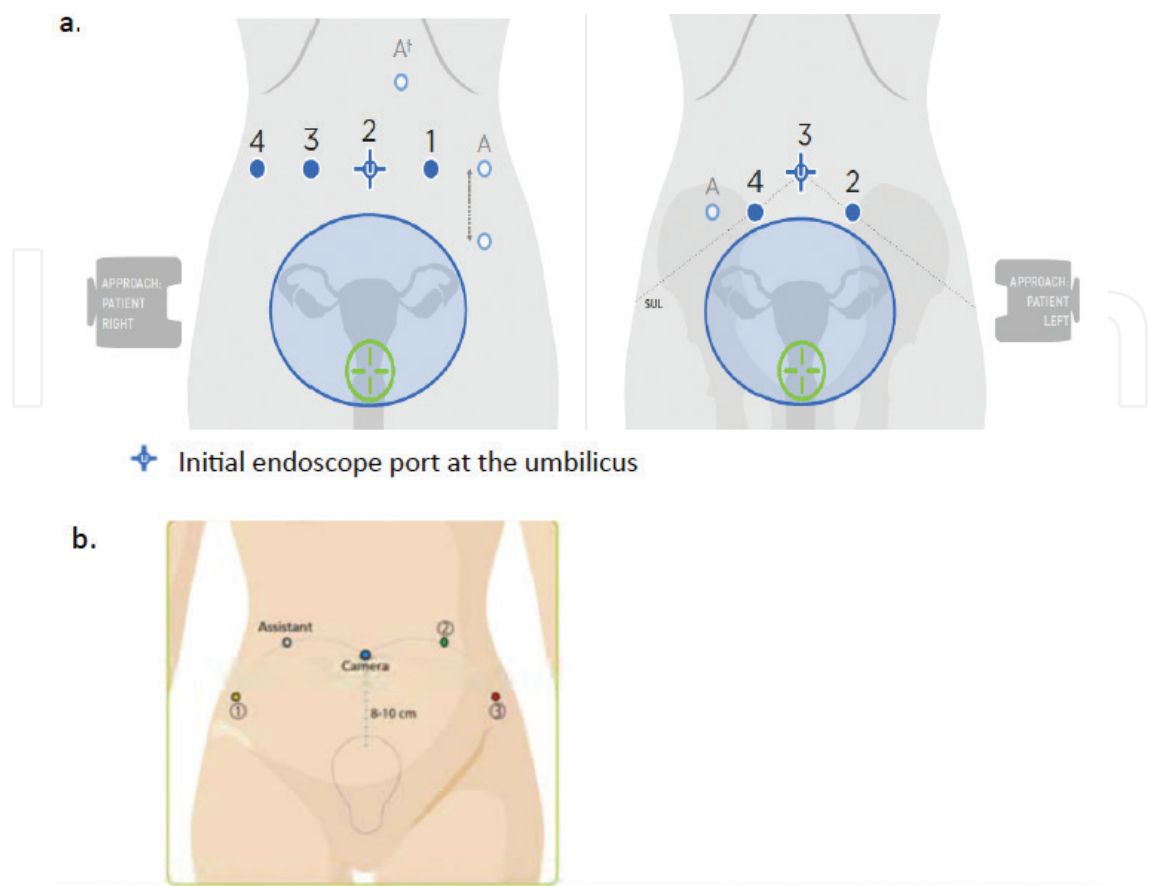 a.
A†
4 3 2 1 A
U
APPROACH:
PATIENT
RIGHT
3
A 4 2
U
SUL
APPROACH:
PATIENT
LEFT
U Initial endoscope port at the umbilicus
b.
Assistant
②
Camera
①
8-10 cm
③